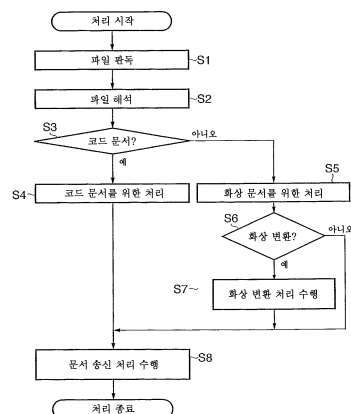 처리 시작
파일 판독
S1
파일 해석
S2
S3
코드 문서?
아니오
예
S4
코드 문서를 위한 처리
S5
화상 문서를 위한 처리
S6
화상 변환?
아니오
예
S7
화상 변환 처리 수행
문서 송신 처리 수행
S8
처리 종료